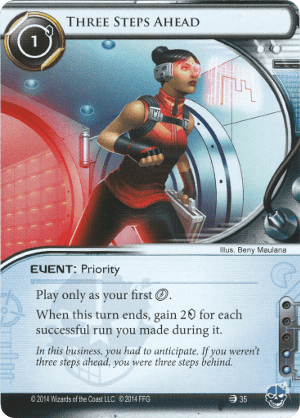 THREE STEPS AHEAD
1
Illus. Beny Maulana
EVENT: Priority
Play only as your first .
When this turn ends, gain 2 for each
successful run you made during it.
In this business, you had to anticipate. If you weren't
three steps ahead, you were three steps behind.
© 2014 Wizards of the Coast LLC. © 2014 FFG
35